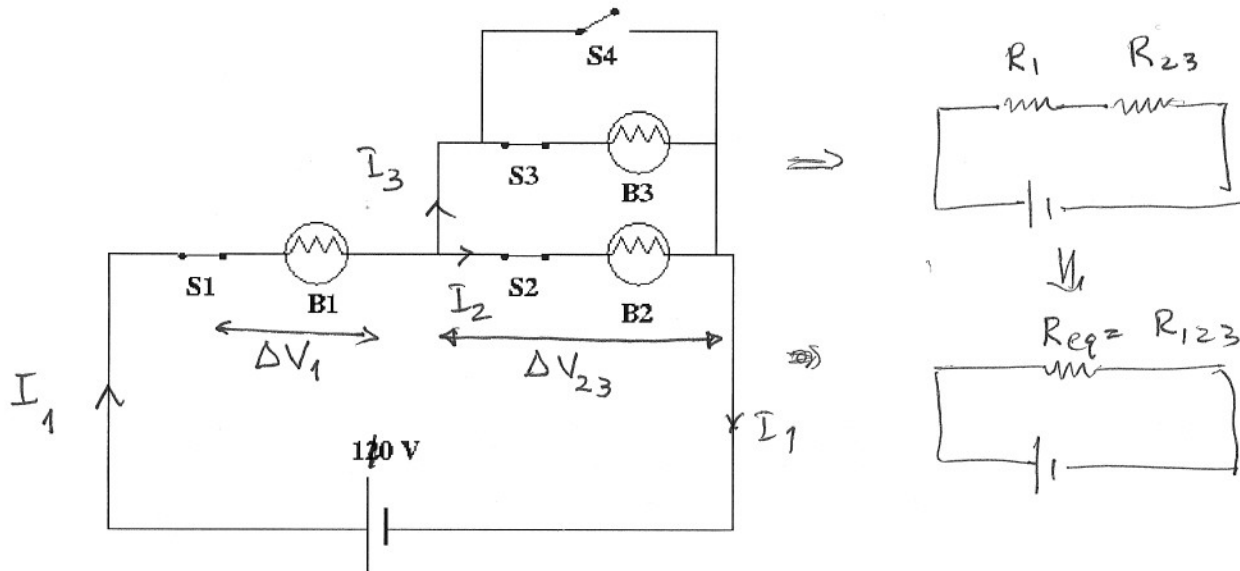 S4
R1 R23
I3
S3 B3
S1 B1
I2 S2 B2
ΔV1 ΔV23
Req = R123
I1
I1
120 V